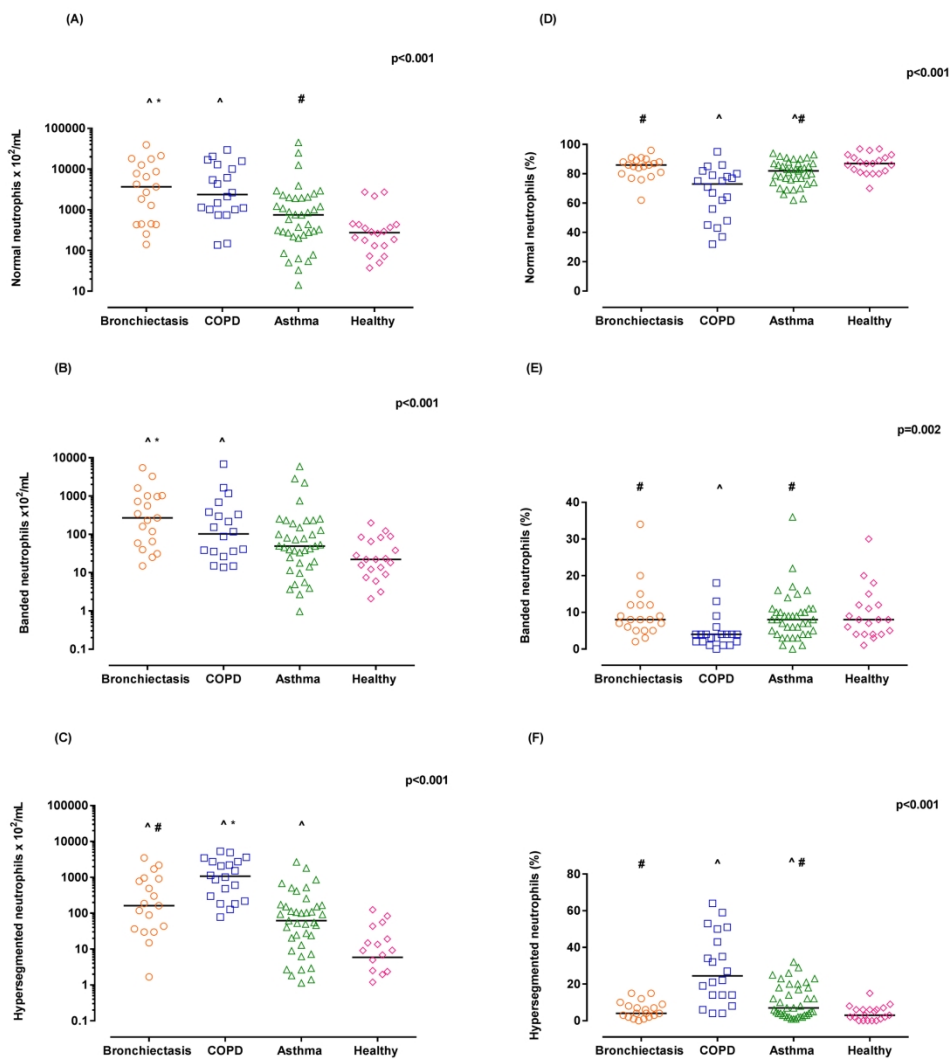 (A)
p<0.001
^ *
^
#
Normal neutrophils x 10²/mL
100000
10000
1000
100
10
Bronchiectasis COPD Asthma Healthy
(D)
p<0.001
#
^
^#
Normal neutrophils (%)
100
80
60
40
20
0
Bronchiectasis COPD Asthma Healthy
(B)
p<0.001
^ *
^
Banded neutrophils x10²/mL
10000
1000
100
10
1
0.1
Bronchiectasis COPD Asthma Healthy
(E)
p=0.002
#
^
#
Banded neutrophils (%)
40
30
20
10
0
Bronchiectasis COPD Asthma Healthy
(C)
p<0.001
^ #
^ *
^
Hypersegmented neutrophils x 10²/mL
100000
10000
1000
100
10
1
0.1
Bronchiectasis COPD Asthma Healthy
(F)
p<0.001
#
^
^ #
Hypersegmented neutrophils (%)
80
60
40
20
0
Bronchiectasis COPD Asthma Healthy